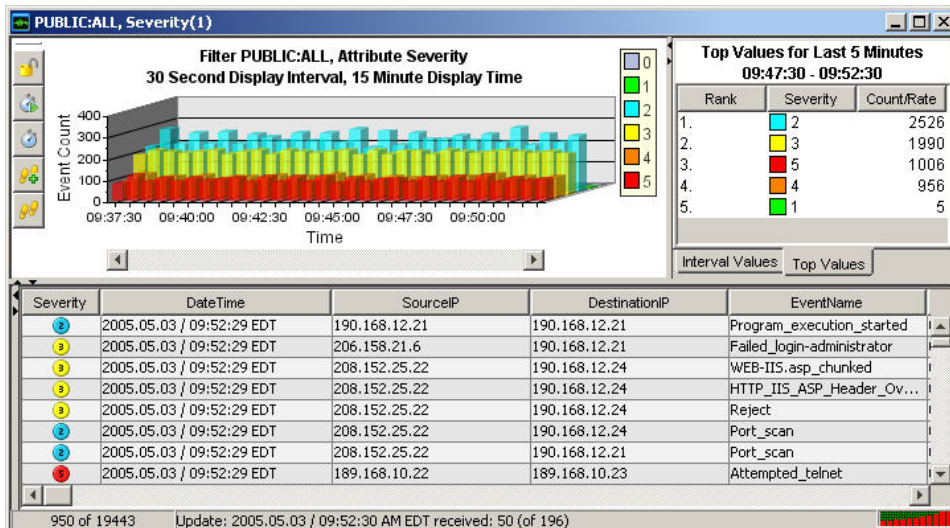 PUBLIC:ALL, Severity(1)
Filter PUBLIC:ALL, Attribute Severity
30 Second Display Interval, 15 Minute Display Time
Event Count
400
300
200
100
0
09:37:30 09:40:00 09:42:30 09:45:00 09:47:30 09:50:00
Time
0
1
2
3
4
5
Top Values for Last 5 Minutes
09:47:30 - 09:52:30
Rank Severity Count/Rate
1. 2 2526
2. 3 1990
3. 5 1006
4. 4 956
5. 1 5
Interval Values Top Values
Severity DateTime SourceIP DestinationIP EventName
2 2005.05.03 / 09:52:29 EDT 190.168.12.21 190.168.12.21 Program_execution_started
3 2005.05.03 / 09:52:29 EDT 206.158.21.6 190.168.12.21 Failed_login-administrator
3 2005.05.03 / 09:52:29 EDT 208.152.25.22 190.168.12.24 WEB-IIS.asp_chunked
3 2005.05.03 / 09:52:29 EDT 208.152.25.22 190.168.12.24 HTTP_IIS_ASP_Header_Ov...
3 2005.05.03 / 09:52:29 EDT 208.152.25.22 190.168.12.24 Reject
2 2005.05.03 / 09:52:29 EDT 208.152.25.22 190.168.12.24 Port_scan
2 2005.05.03 / 09:52:29 EDT 208.152.25.22 190.168.12.21 Port_scan
5 2005.05.03 / 09:52:29 EDT 189.168.10.22 189.168.10.23 Attempted_telnet
950 of 19443 Update: 2005.05.03 / 09:52:30 AM EDT received: 50 (of 196)